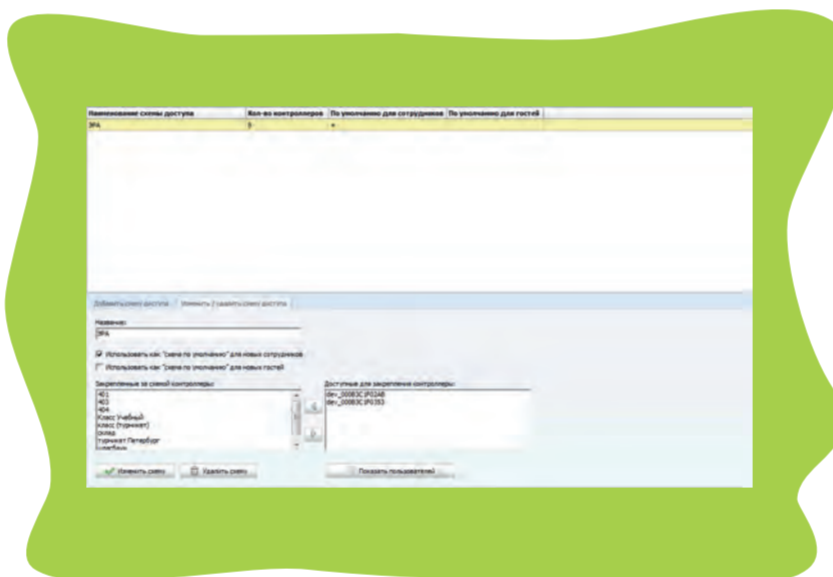 Наименование схемы доступа Кол-во контроллеров По умолчанию для сотрудников По умолчанию для гостей
ЭРА +
Добавить схему доступа Изменить / удалить схему доступа
Название:
ЭРА
Использовать как "схема по умолчанию" для новых сотрудников
Использовать как "схема по умолчанию" для новых гостей
Закрепленные за схемой контроллеры: Доступные для закрепления контроллеры:
401
403
404
Класс Учебный
класс (турникет)
склад
турникет Петербург
Изменить схему Удалить схему Показать пользователей